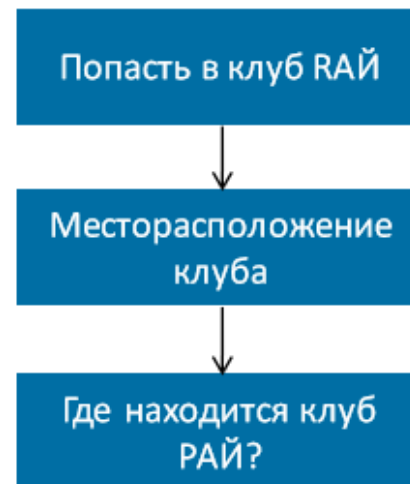 Попасть в клуб RАЙ
Месторасположение
клуба
Где находится клуб
РАЙ?